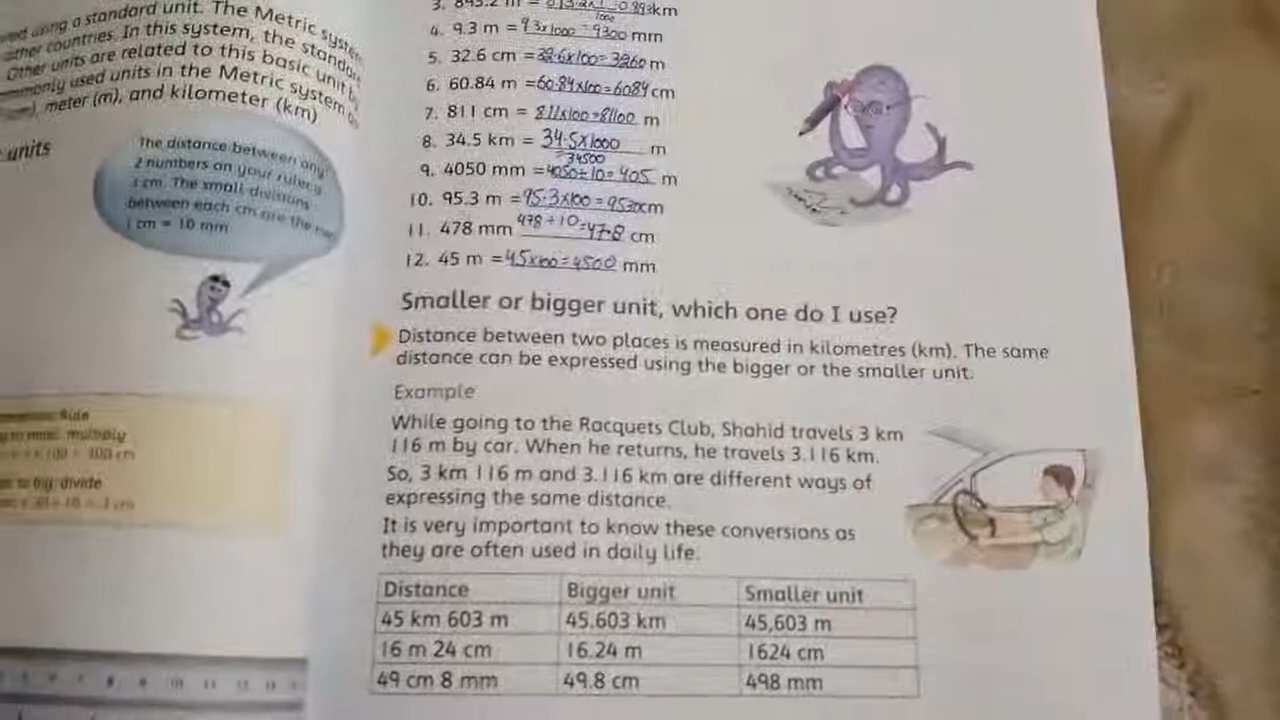 using a standard unit. The Metric
other countries. In this system, the
Other units are related to this basic unit
used units in the Metric system
meter (m), and kilometer (km)
units
The distance between any
2 numbers on your ruler
1 cm. The small divisions
between each cm are the
1 cm = 10 mm
Rule
multiply
big: divide
3. 893.2 m = km
4. 9.3 m = 9.3x1000 = 9300 mm
5. 32.6 cm = 32.6x100= 3260 m
6. 60.84 m =60.84x100=6084 cm
7. 811 cm = 811x100=81100 m
8. 34.5 km = 34.5x1000 m
=34500
9. 4050 mm =4050÷10= 405 m
10. 95.3 m =95.3x100 = 9530cm
11. 478 mm 478÷10=47.8 cm
12. 45 m =45x100=4500 mm
Smaller or bigger unit, which one do I use?
Distance between two places is measured in kilometres (km). The same
distance can be expressed using the bigger or the smaller unit.
Example
While going to the Racquets Club, Shahid travels 3 km
116 m by car. When he returns, he travels 3.116 km.
So, 3 km 116 m and 3.116 km are different ways of
expressing the same distance.
It is very important to know these conversions as
they are often used in daily life.
Distance Bigger unit Smaller unit
45 km 603 m 45.603 km 45,603 m
16 m 24 cm 16.24 m 1624 cm
49 cm 8 mm 49.8 cm 498 mm